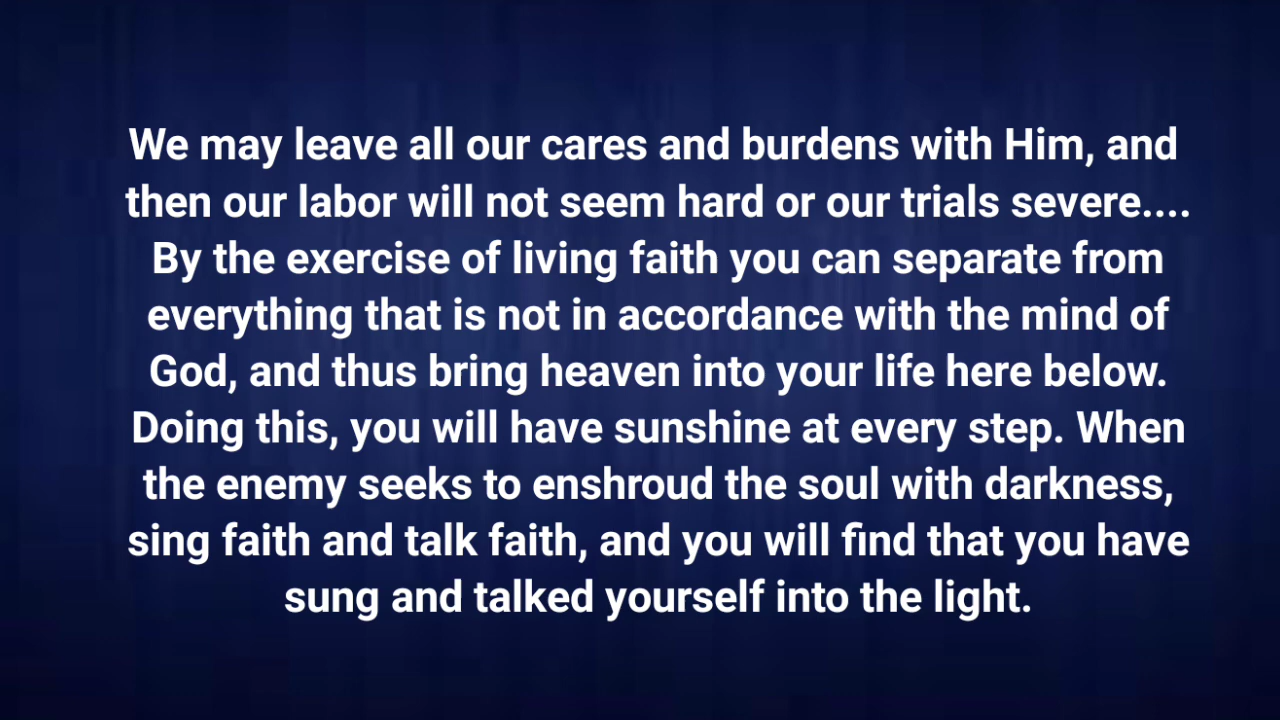 We may leave all our cares and burdens with Him, and
then our labor will not seem hard or our trials severe....
By the exercise of living faith you can separate from
everything that is not in accordance with the mind of
God, and thus bring heaven into your life here below.
Doing this, you will have sunshine at every step. When
the enemy seeks to enshroud the soul with darkness,
sing faith and talk faith, and you will find that you have
sung and talked yourself into the light.